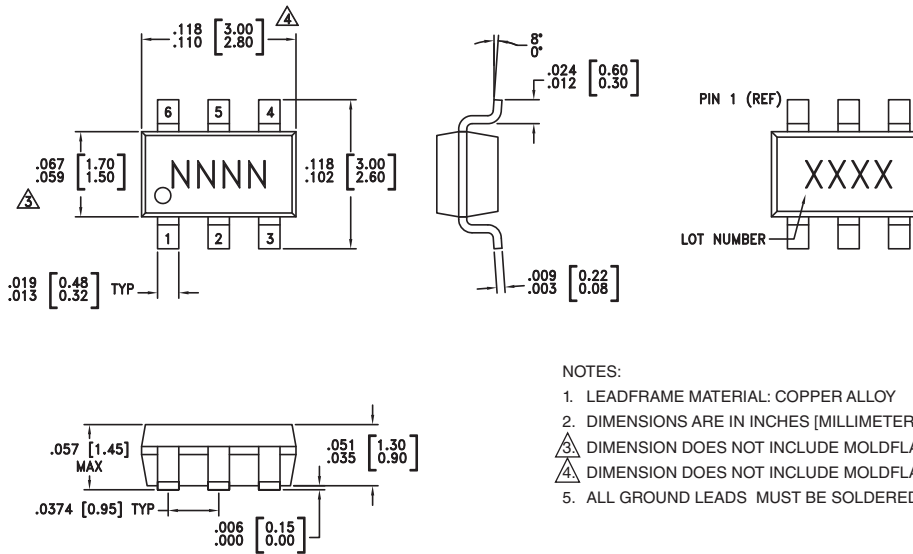 .118 [3.00]
.110 [2.80]
4
6 5 4
.067 [1.70]
.059 [1.50]
3
NNNN
.118 [3.00]
.102 [2.60]
1 2 3
.019 [0.48] TYP
.013 [0.32]
8°
0°
.024 [0.60]
.012 [0.30]
.009 [0.22]
.003 [0.08]
PIN 1 (REF)
XXXX
LOT NUMBER
.057 [1.45]
MAX
.051 [1.30]
.035 [0.90]
.0374 [0.95] TYP
.006 [0.15]
.000 [0.00]
NOTES:
1. LEADFRAME MATERIAL: COPPER ALLOY
2. DIMENSIONS ARE IN INCHES [MILLIMETER
3. DIMENSION DOES NOT INCLUDE MOLDFLA
4. DIMENSION DOES NOT INCLUDE MOLDFLA
5. ALL GROUND LEADS MUST BE SOLDERED